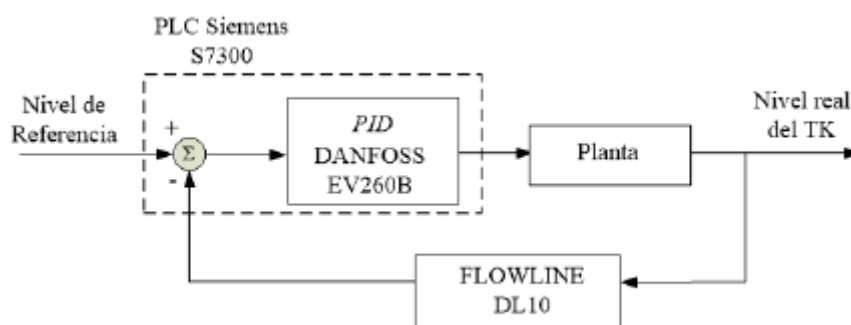 PLC Siemens
S7300
Nivel de
Referencia
+
Σ
-
PID
DANFOSS
EV260B
Planta
Nivel real
del TK
FLOWLINE
DL10